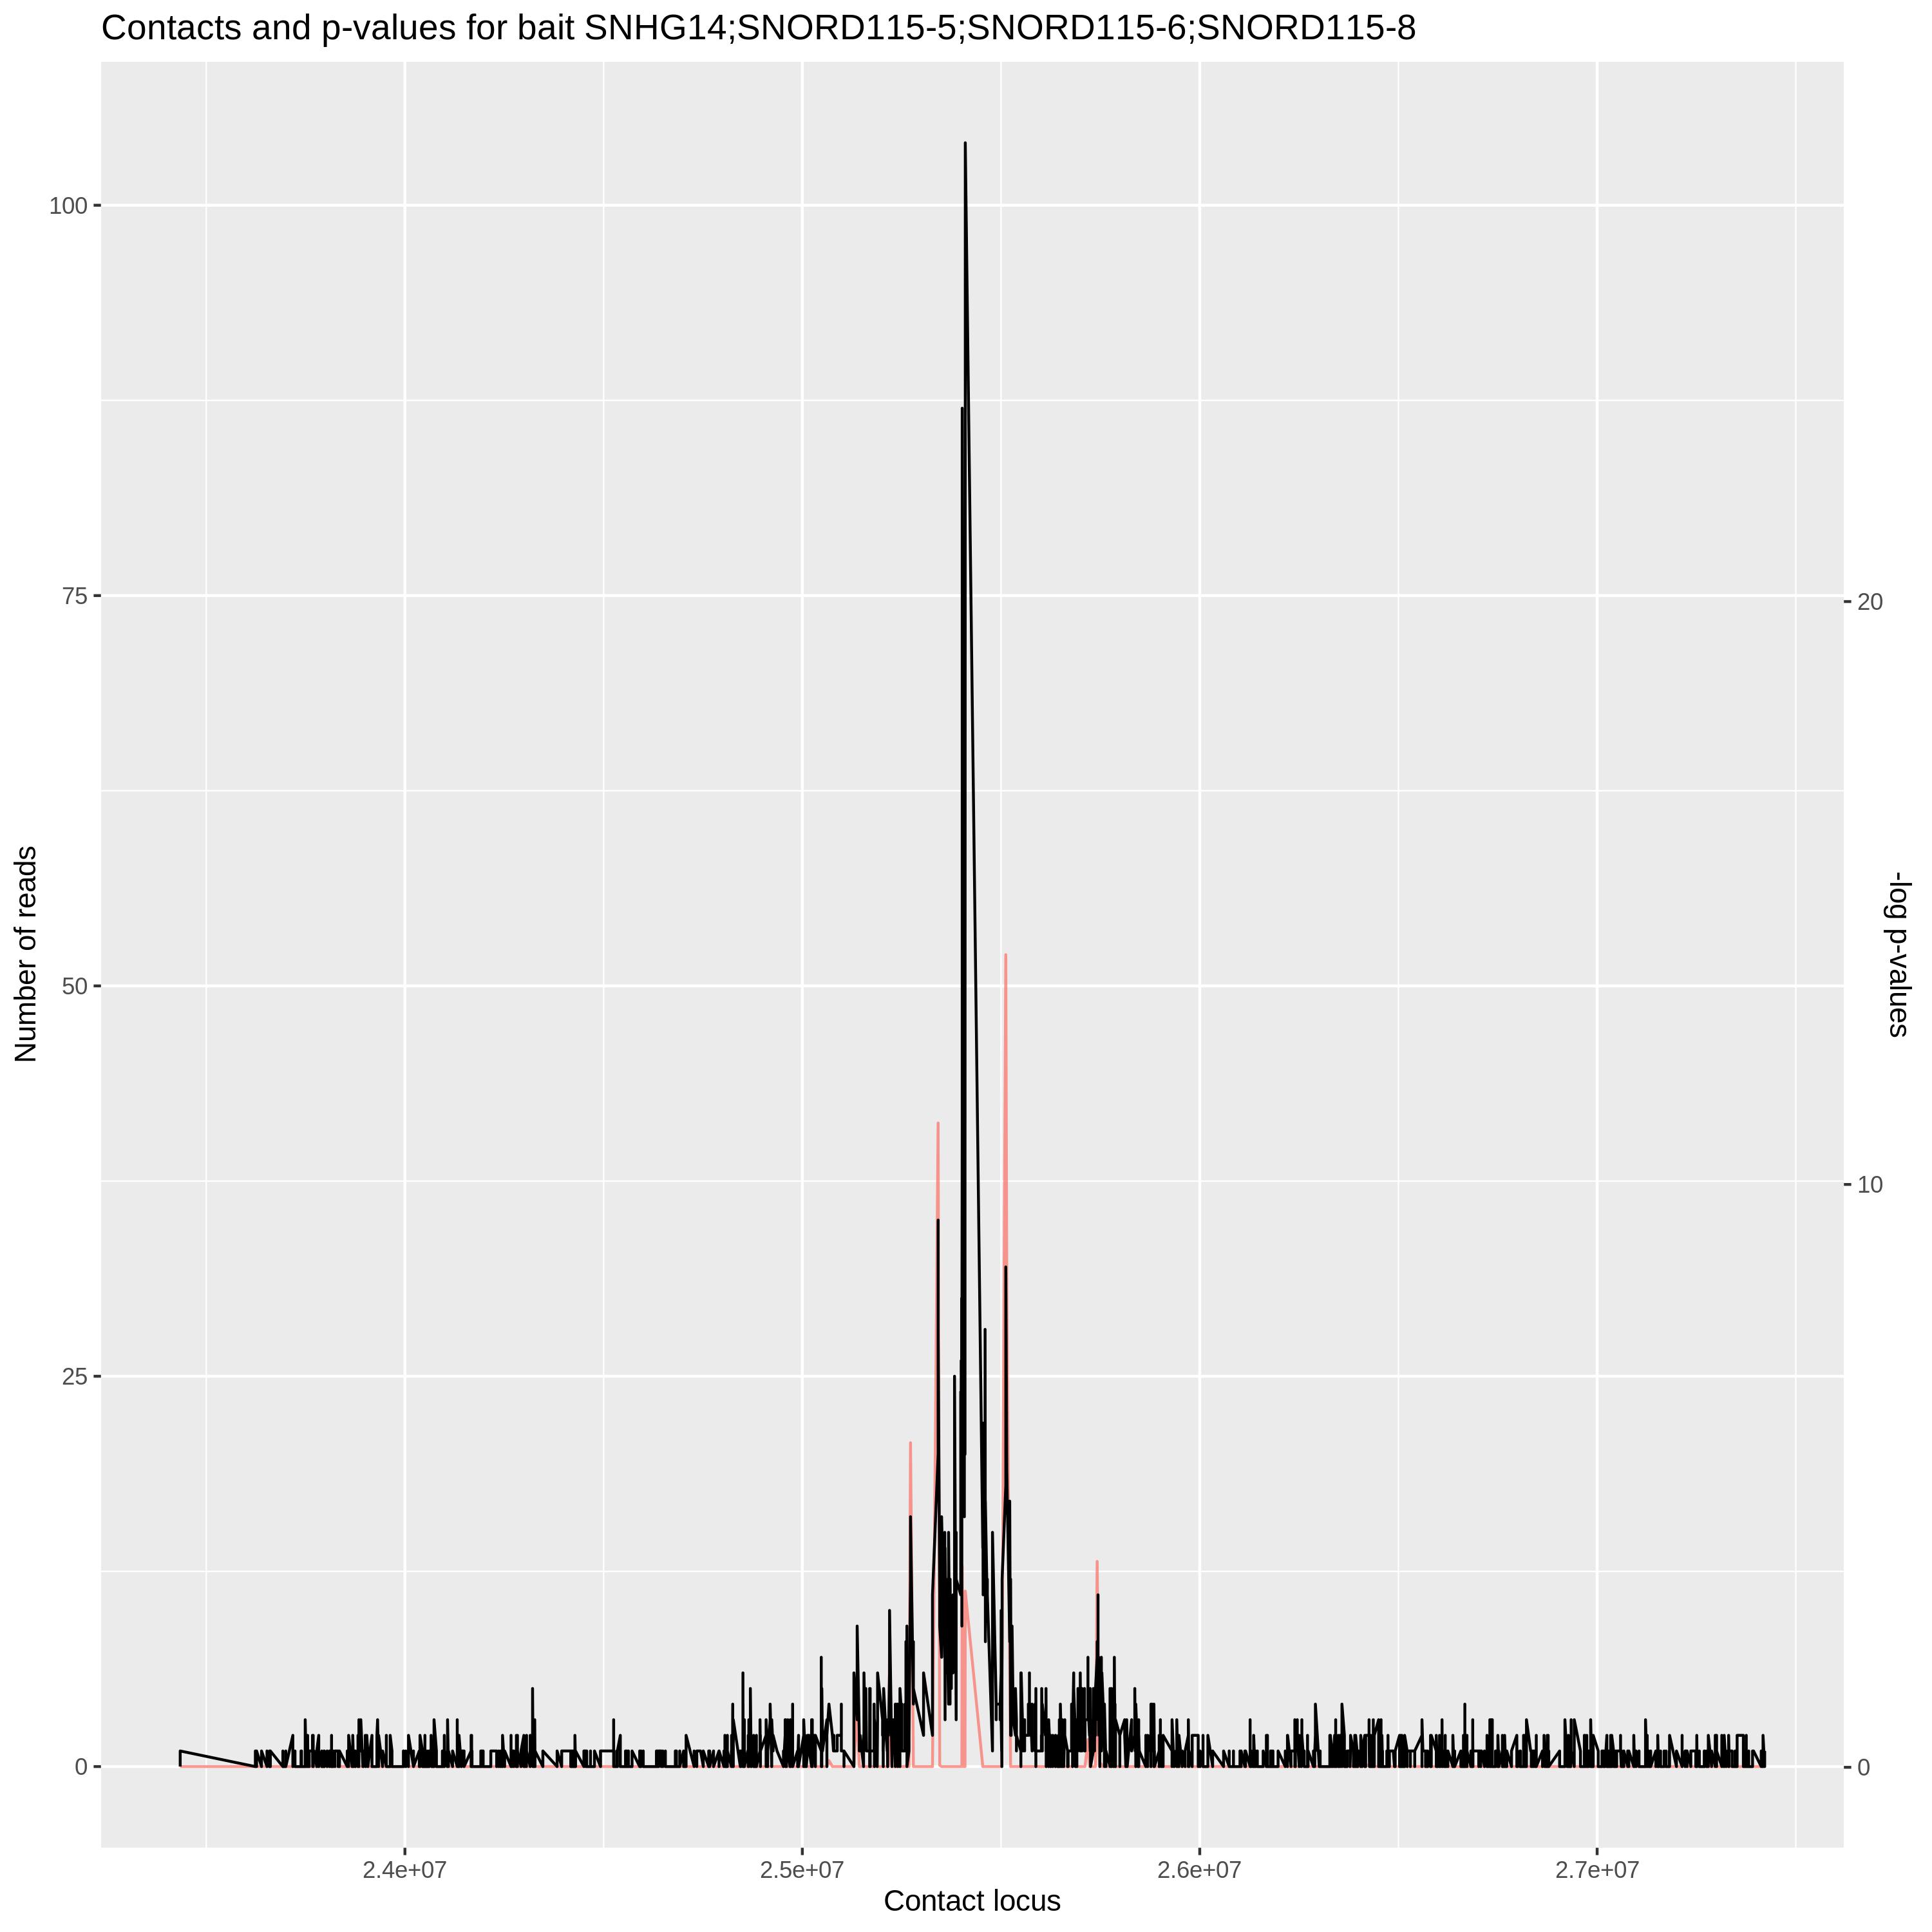 Contacts and p-values for bait SNHG14;SNORD115-5;SNORD115-6;SNORD115-8
100
75
50
25
0
Number of reads
20
10
0
-log p-values
2.4e+07
2.5e+07
2.6e+07
2.7e+07
Contact locus